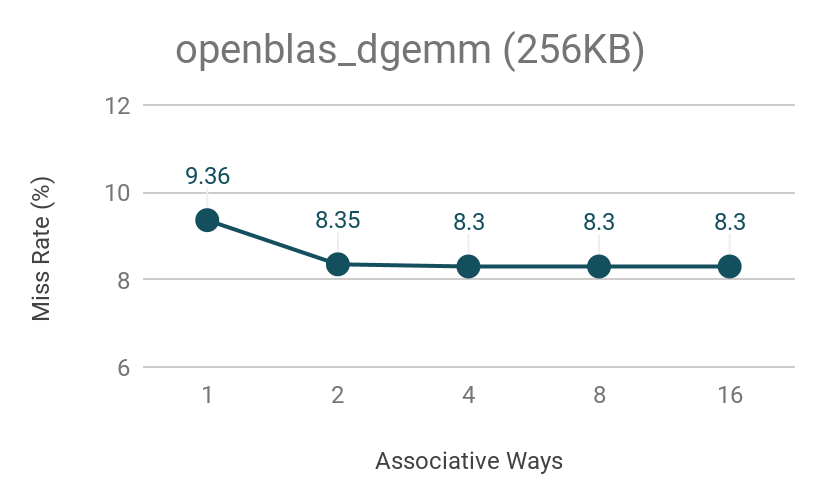 openblas_dgemm (256KB)
12
9.36
10
8.35
8.3
8.3
8.3
Miss Rate (%)
8
6
1 2 4 8 16
Associative Ways